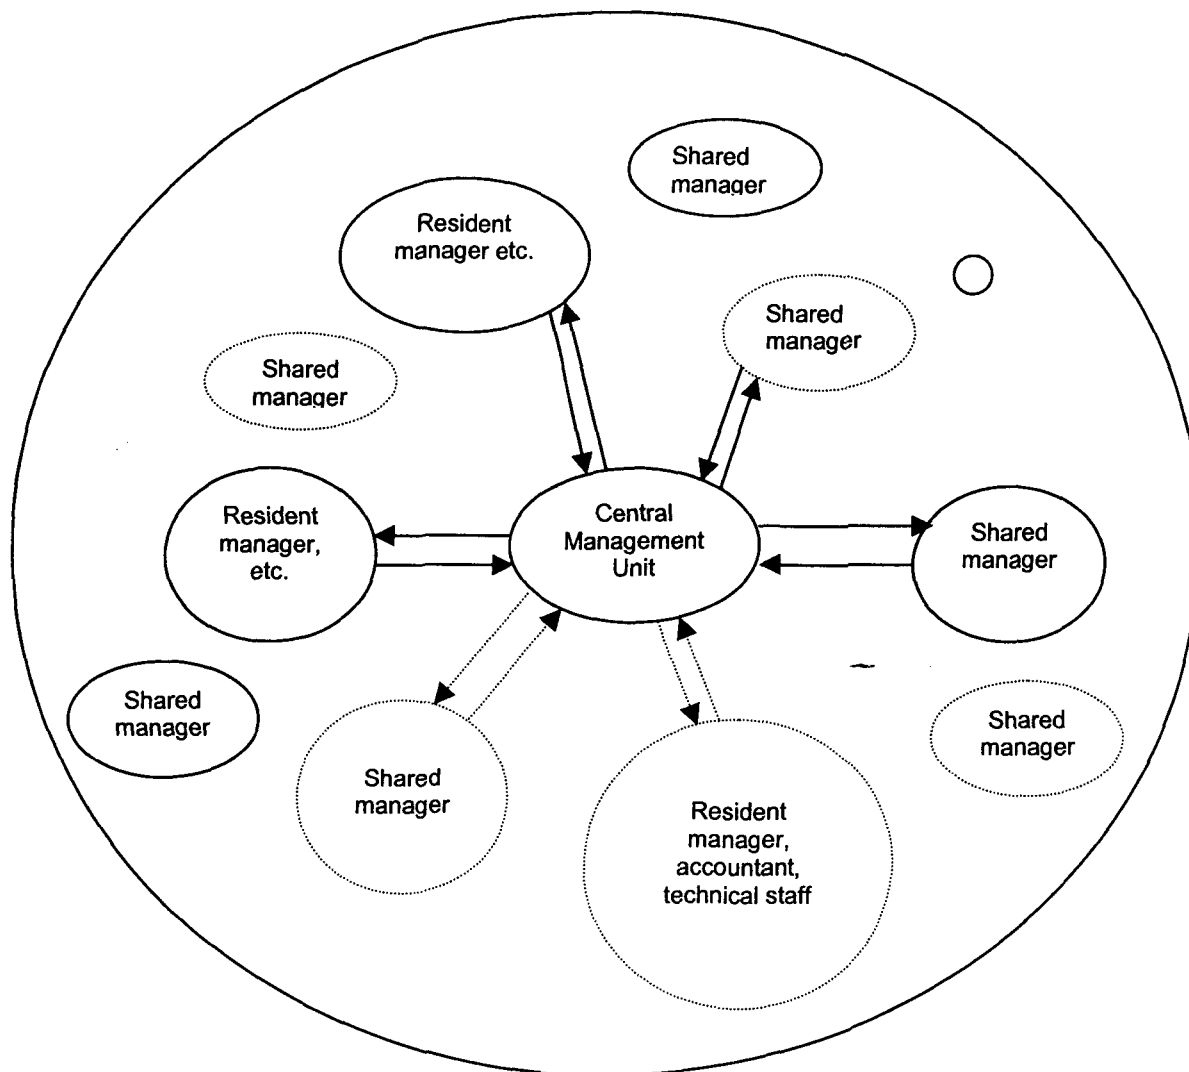 Shared
manager
Resident
manager etc.
Shared
manager
Shared
manager
Resident
manager,
etc.
Central
Management
Unit
Shared
manager
Shared
manager
Shared
manager
Shared
manager
Resident
manager,
accountant,
technical staff